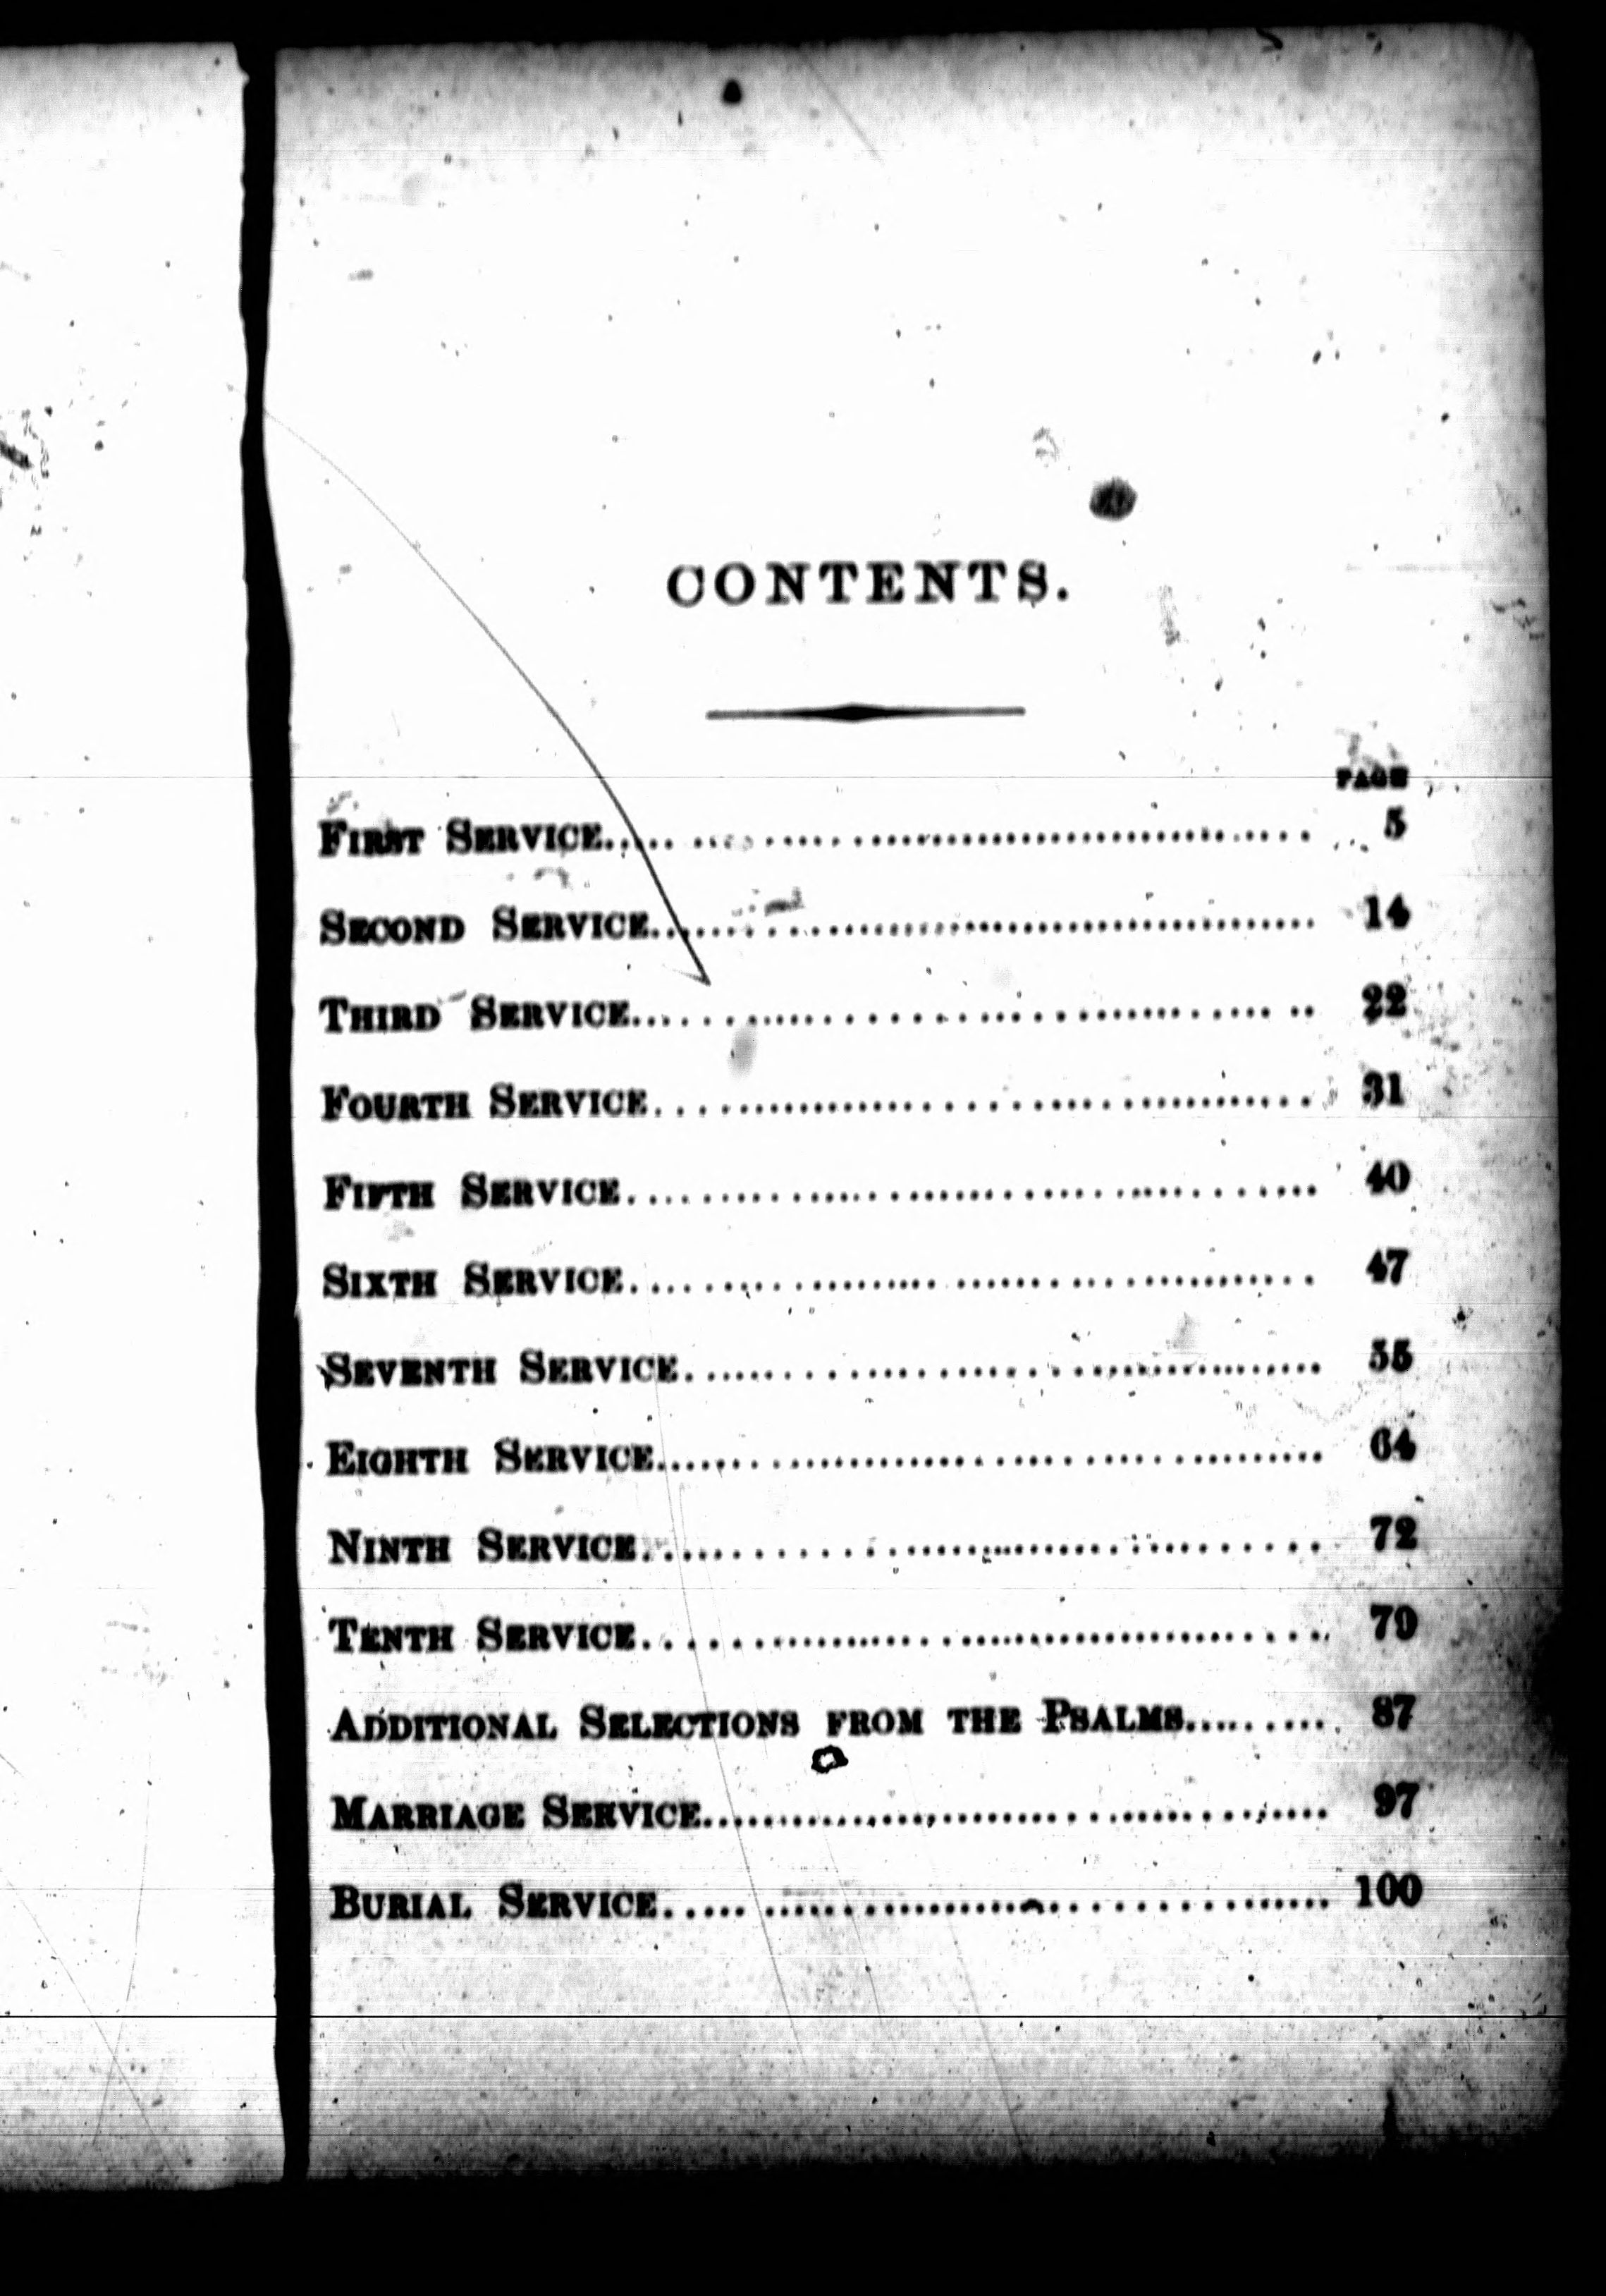 CONTENTS.
PAGE
FIRST SERVICE........................................ 5
SECOND SERVICE........................................ 14
THIRD SERVICE........................................ 22
FOURTH SERVICE........................................ 31
FIFTH SERVICE........................................ 40
SIXTH SERVICE........................................ 47
SEVENTH SERVICE........................................ 55
EIGHTH SERVICE........................................ 64
NINTH SERVICE........................................ 72
TENTH SERVICE........................................ 79
ADDITIONAL SELECTIONS FROM THE PSALMS.......... 87
MARRIAGE SERVICE........................................ 97
BURIAL SERVICE........................................ 100